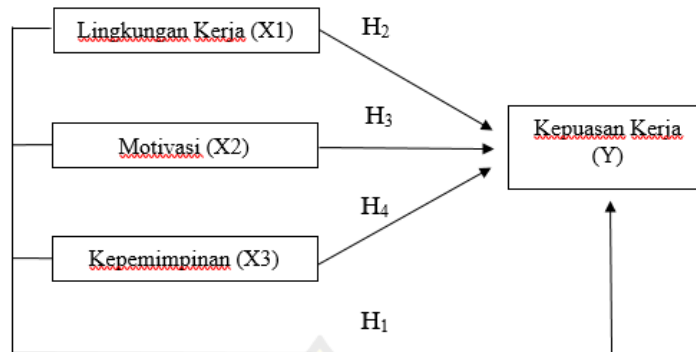 Lingkungan Kerja (X1)
H2
Motivasi (X2)
H3
Kepuasan Kerja
(Y)
H4
Kepemimpinan (X3)
H1